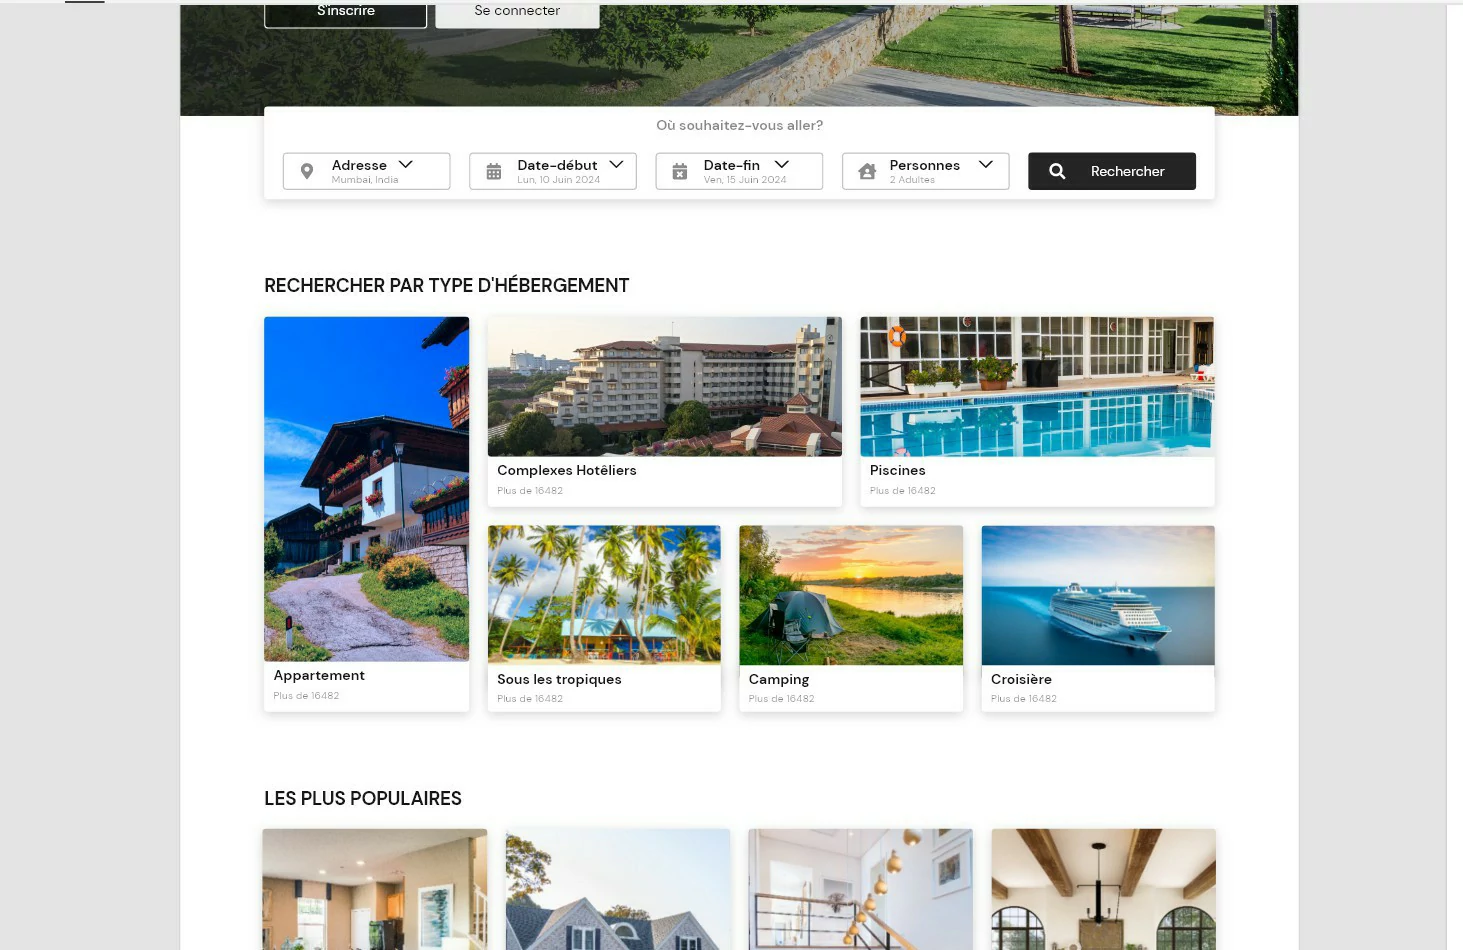 S'inscrire
Se connecter
Où souhaitez-vous aller?
Adresse
Mumbai, India
Date-début
Lun, 10 Juin 2024
Date-fin
Ven, 15 Juin 2024
Personnes
2 Adultes
Rechercher
RECHERCHER PAR TYPE D'HÉBERGEMENT
Complexes Hotêliers
Plus de 16482
Piscines
Plus de 16482
Appartement
Plus de 16482
Sous les tropiques
Plus de 16482
Camping
Plus de 16482
Croisière
Plus de 16482
LES PLUS POPULAIRES